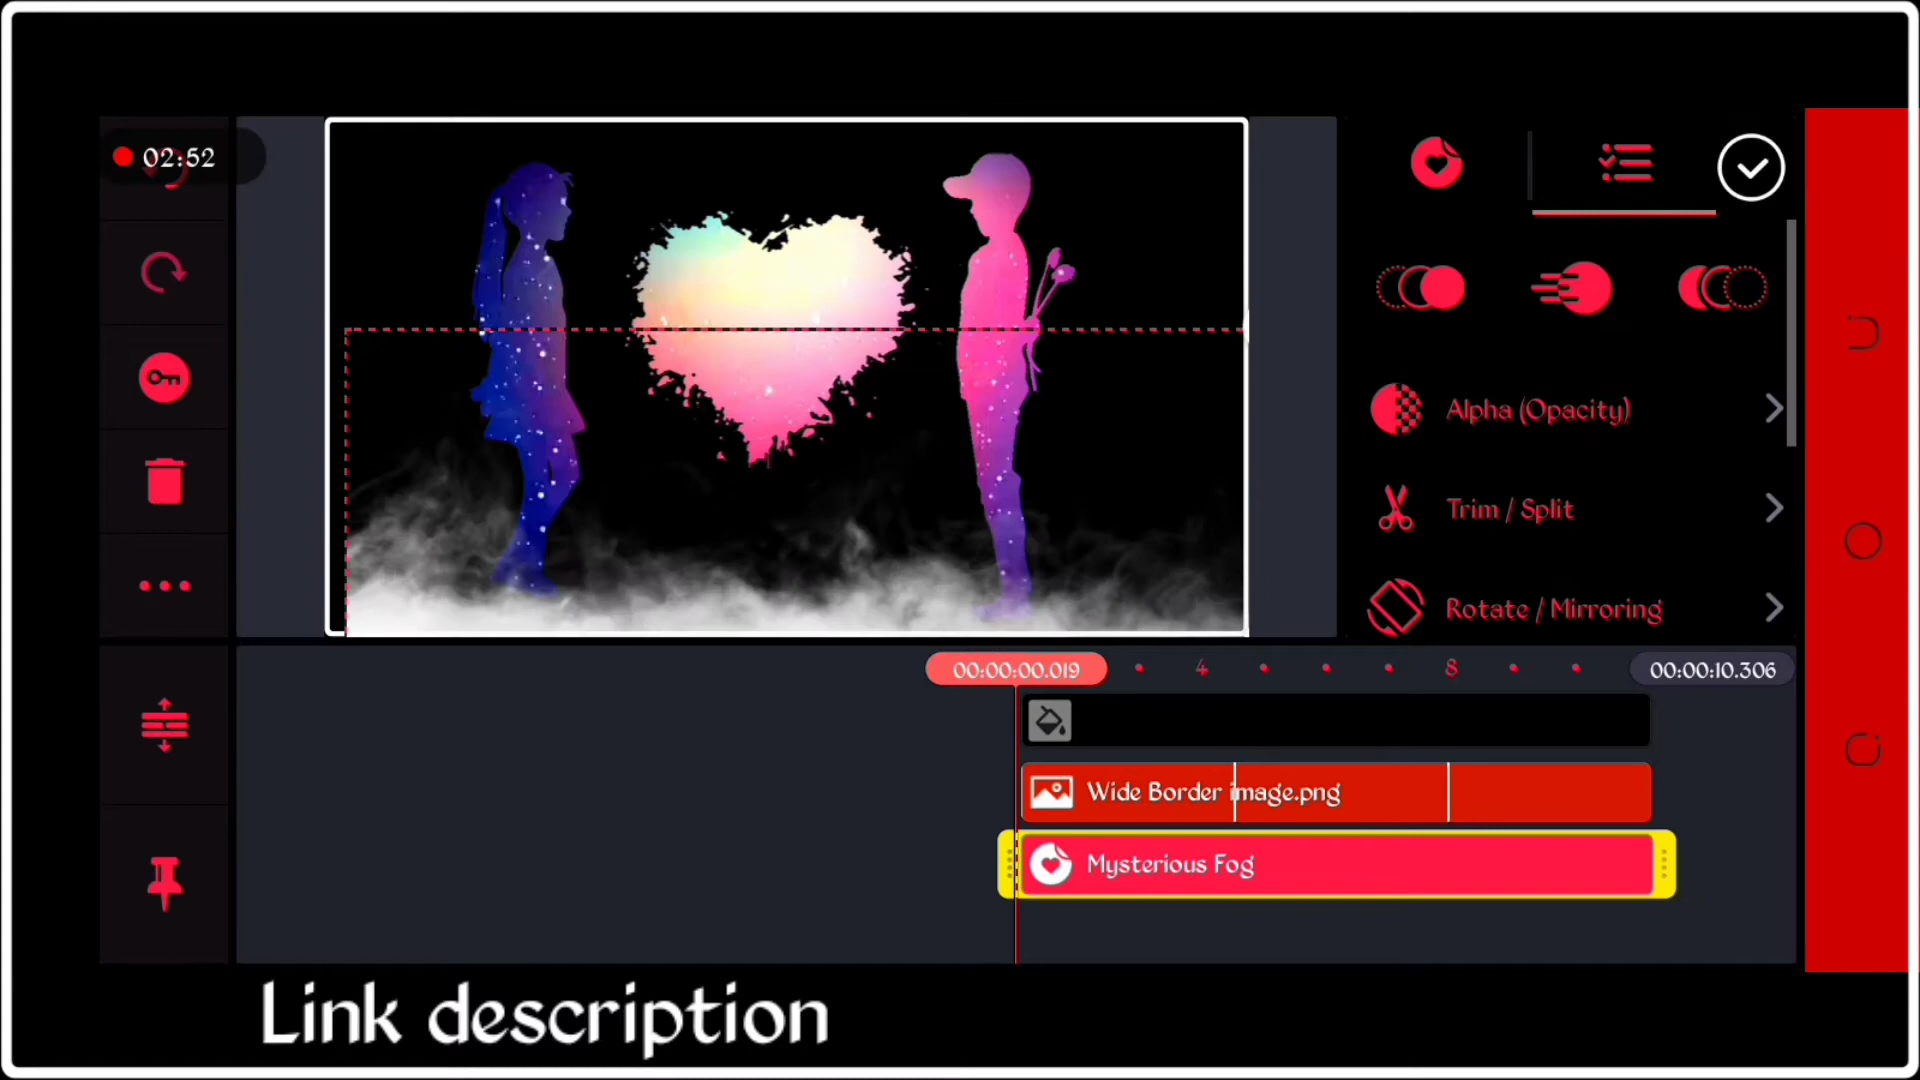 02:52
Alpha (Opacity)
Trim / Split
Rotate / Mirroring
00:00:00.019
4
8
00:00:10.306
Wide Border image.png
Mysterious Fog
Link description